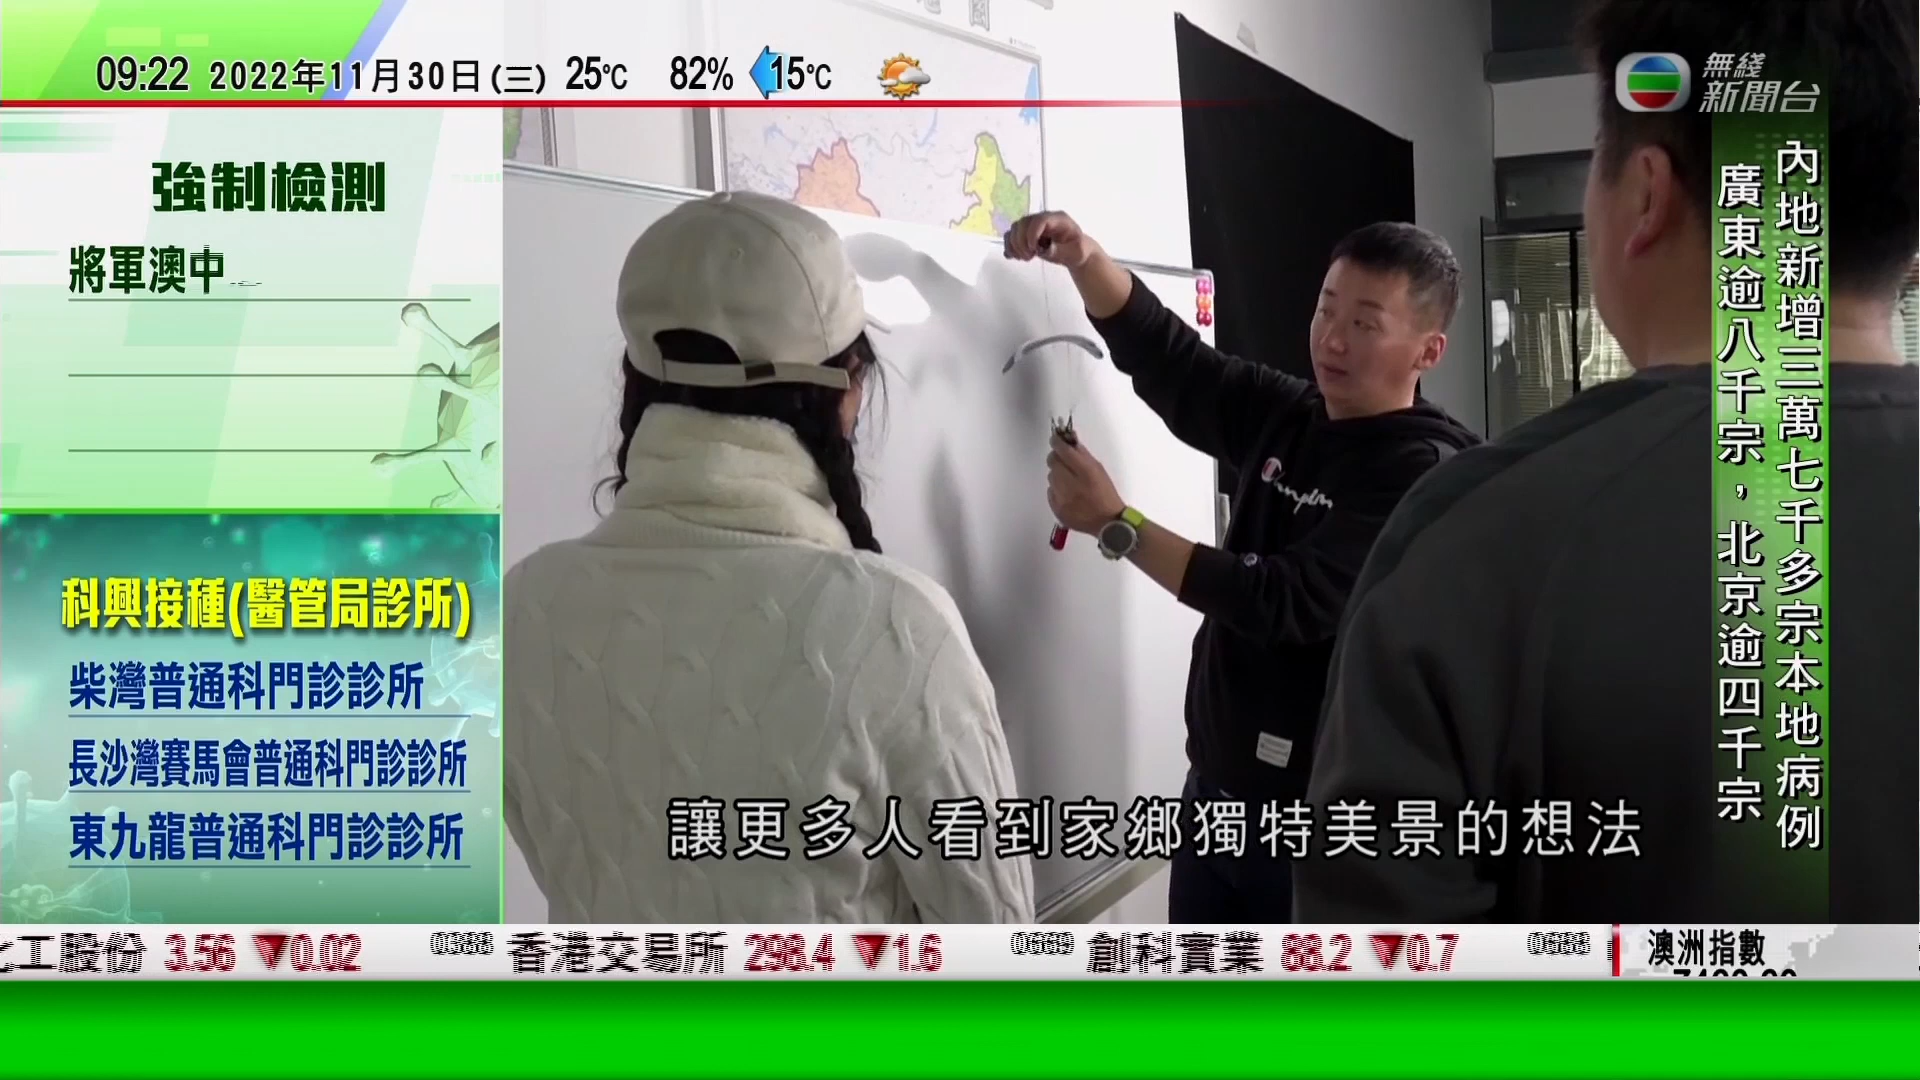 09:22 2022年11月30日(三) 25℃ 82% 15℃
無綫
新聞台
強制檢測
將軍澳中
科興接種(醫管局診所)
柴灣普通科門診診所
長沙灣賽馬會普通科門診診所
東九龍普通科門診診所
內地新增三萬七千多宗本地病例
廣東逾八千宗，北京逾四千宗
Champion
讓更多人看到家鄉獨特美景的想法
工股份 3.56 ▼0.02 0388 香港交易所 298.4 ▼1.6 0669 創科實業 88.2 ▼0.7 0688
澳洲指數